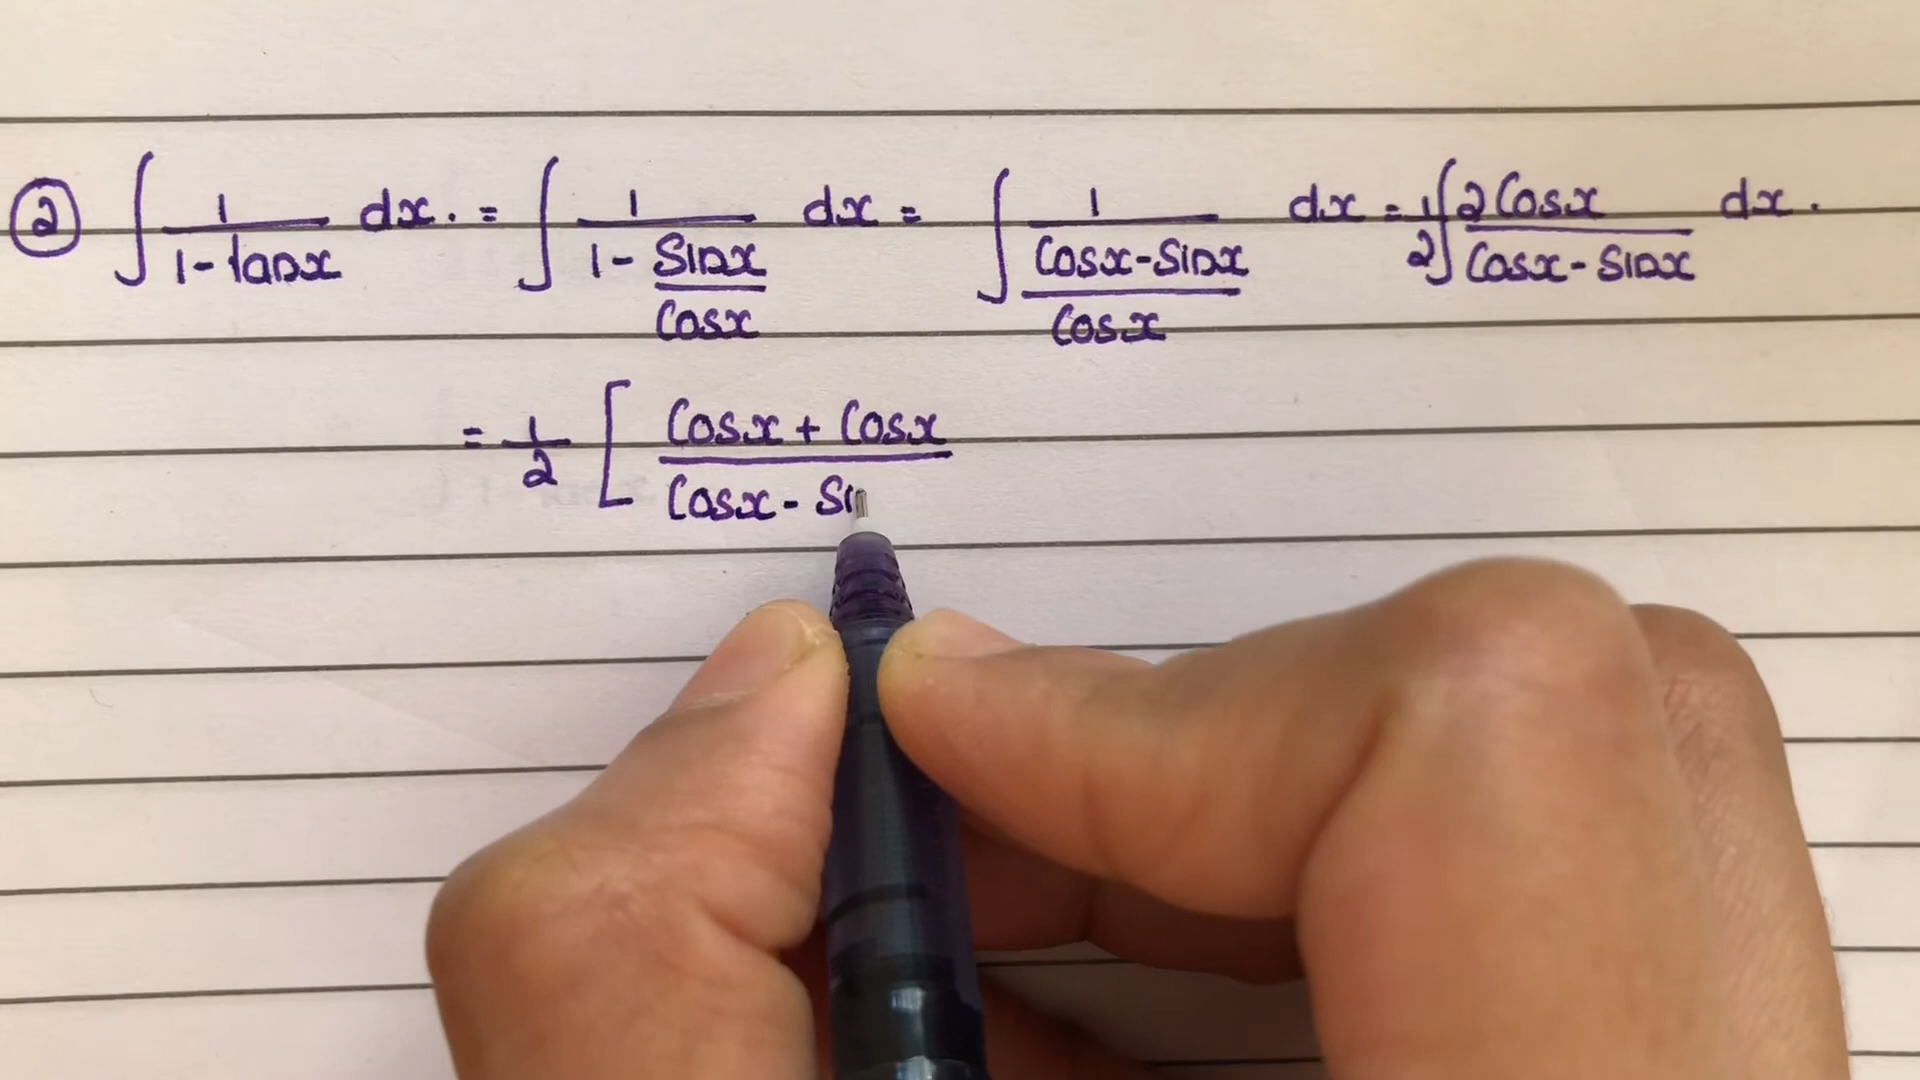 ② ∫ 1/(1 - tanx) dx. = ∫ 1/(1 - Sinx/Cosx) dx = ∫ 1/((Cosx - Sinx)/Cosx) dx = 1/2 ∫ 2Cosx/(Cosx - Sinx) dx.
= 1/2 [ (Cosx + Cosx)/(Cosx - Si